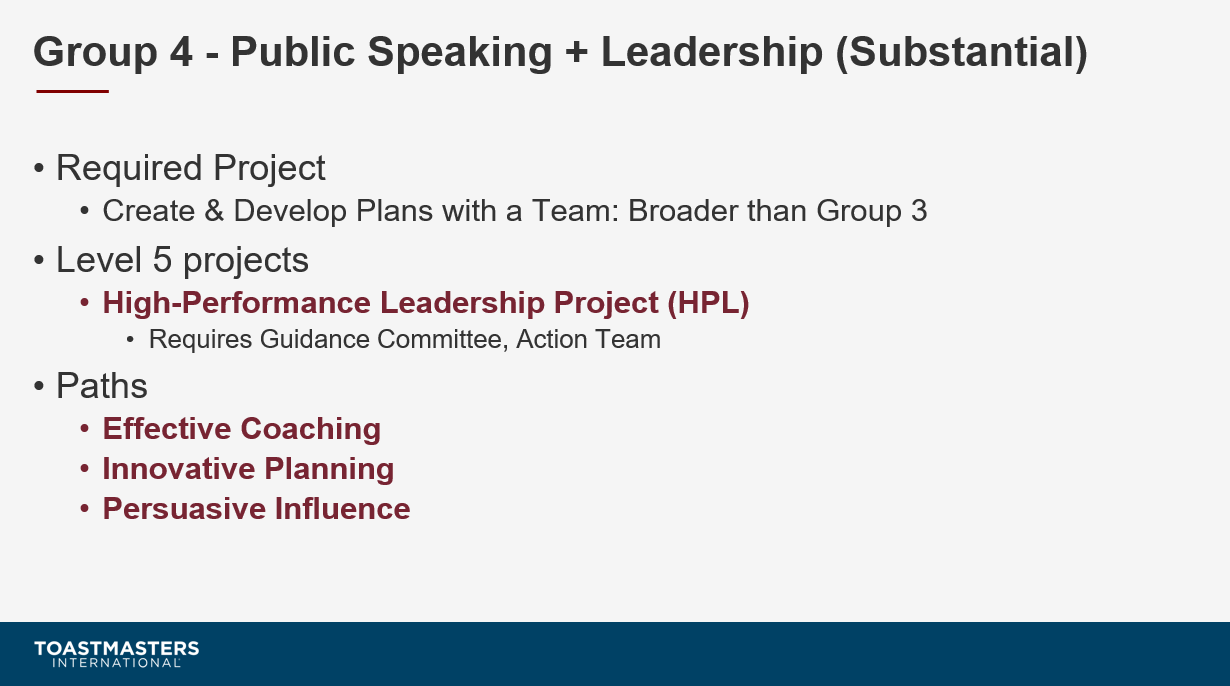 Group 4 - Public Speaking + Leadership (Substantial)
• Required Project
• Create & Develop Plans with a Team: Broader than Group 3
• Level 5 projects
• High-Performance Leadership Project (HPL)
• Requires Guidance Committee, Action Team
• Paths
• Effective Coaching
• Innovative Planning
• Persuasive Influence
TOASTMASTERS
INTERNATIONAL